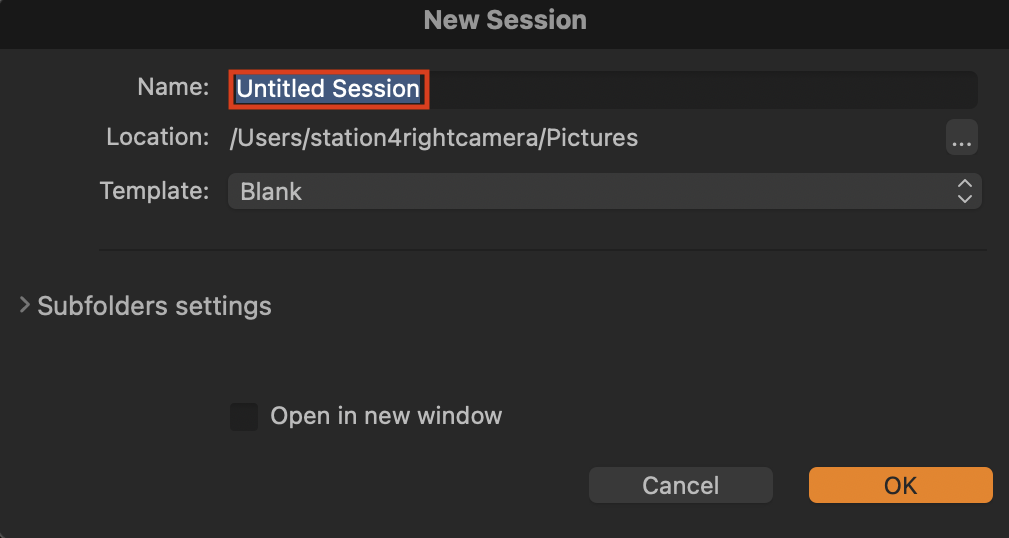 New Session
Name: Untitled Session
Location: /Users/station4rightcamera/Pictures ...
Template: Blank
Subfolders settings
Open in new window
Cancel OK